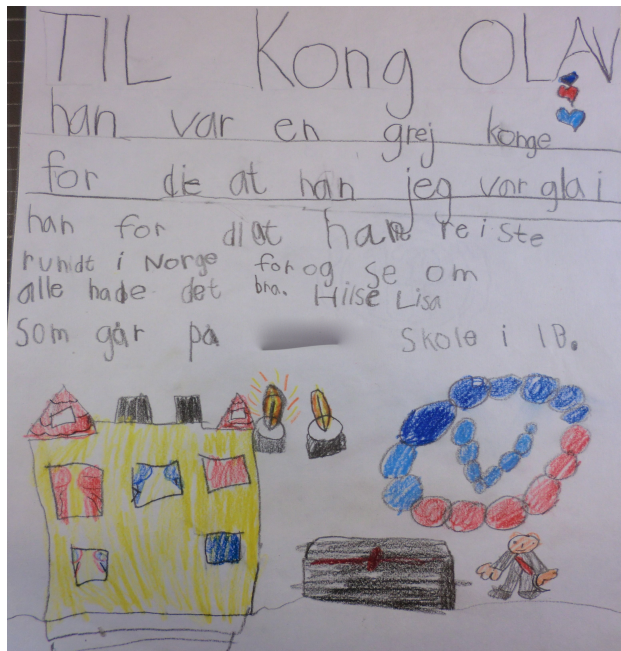 TIL Kong OLAV
han var en grej konge
for die at han jeg var glai
han for diat han reiste
rundt i Norge for og se om
alle hade det bra. Hilse Lisa
Som går på skole i 1B.